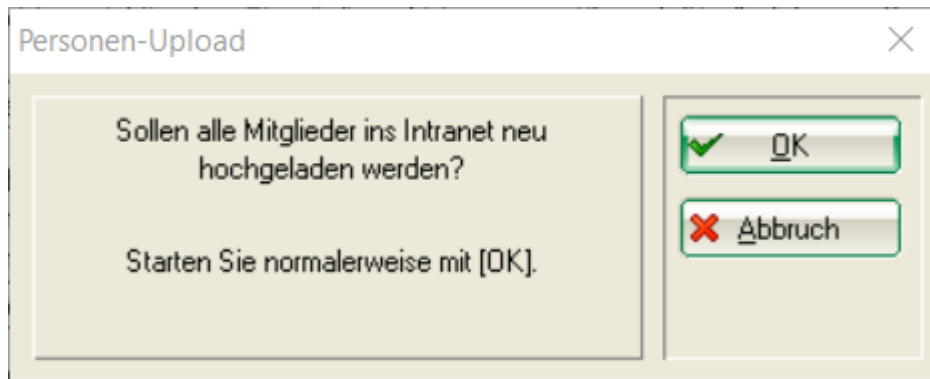 Personen-Upload
Sollen alle Mitglieder ins Intranet neu
hochgeladen werden?
Starten Sie normalerweise mit [OK].
OK
Abbruch